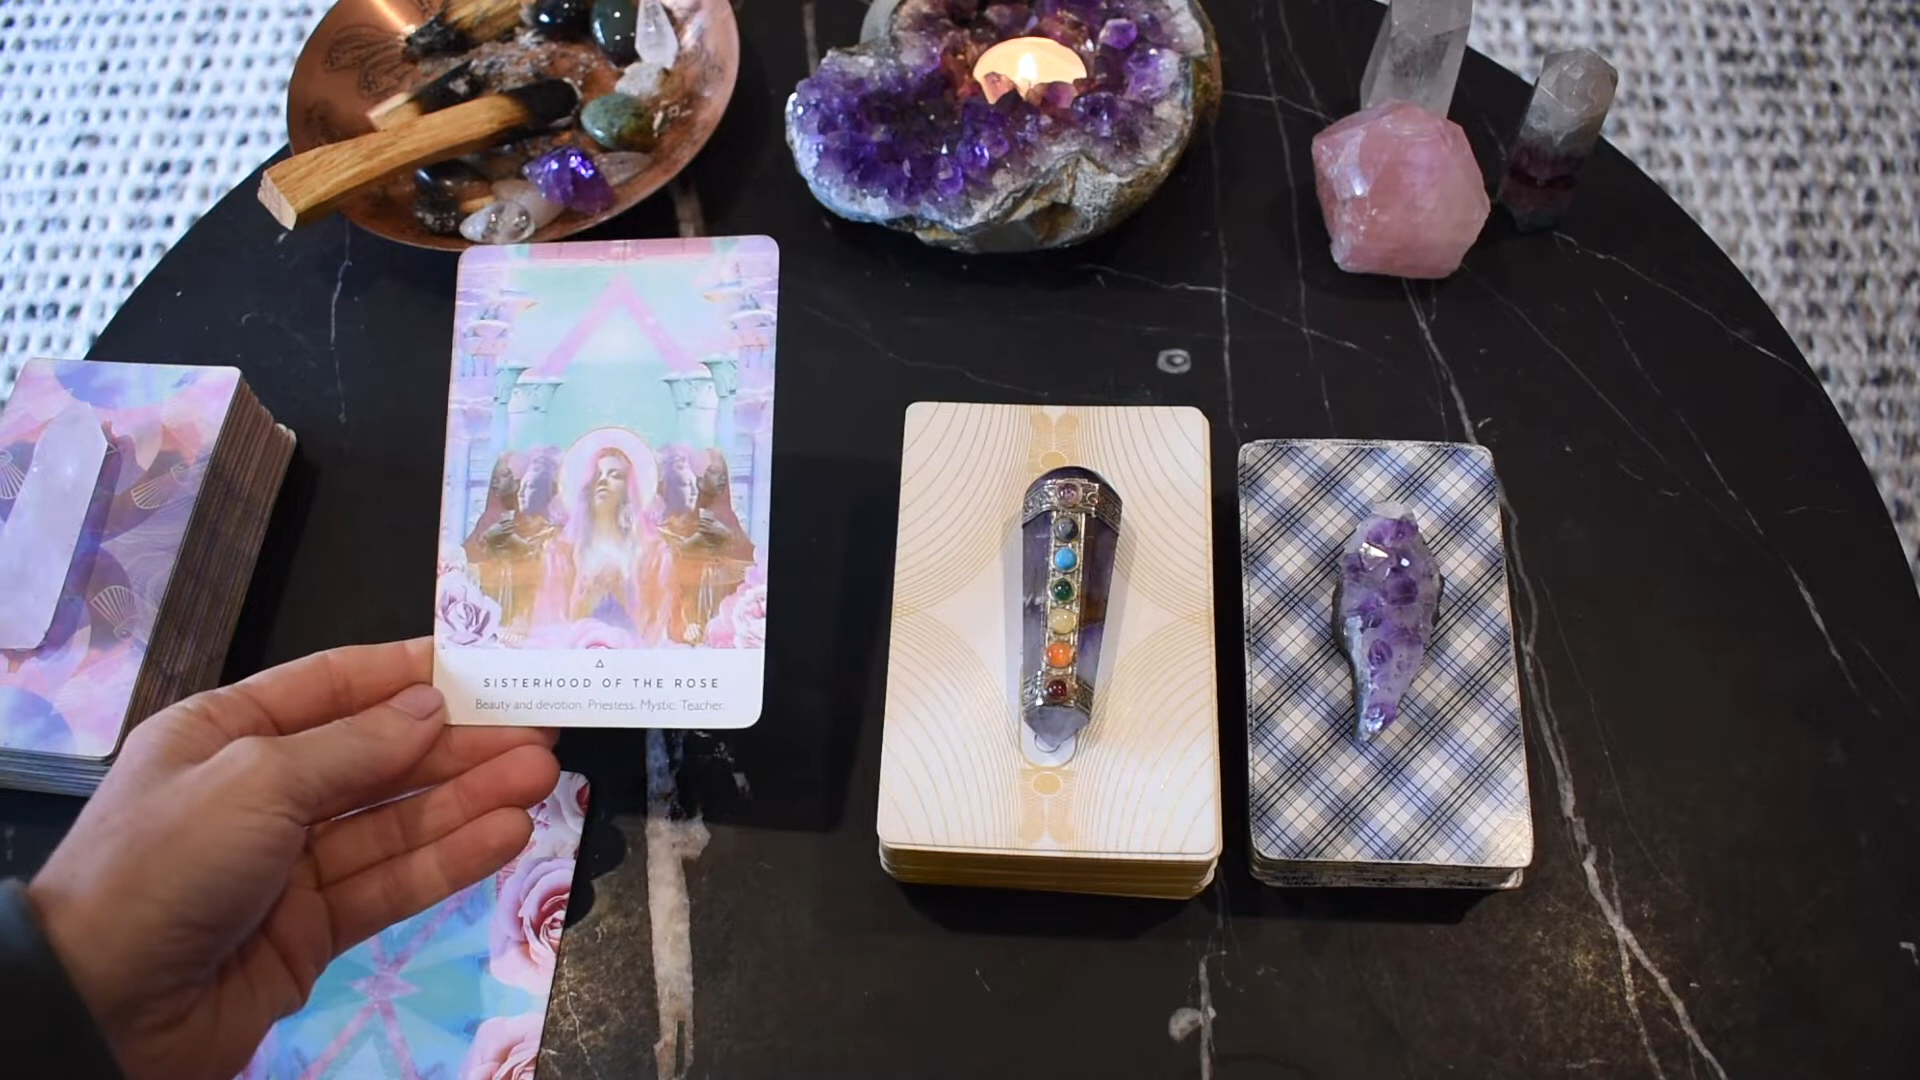 SISTERHOOD OF THE ROSE
Beauty and devotion. Priestess. Mystic. Teacher.